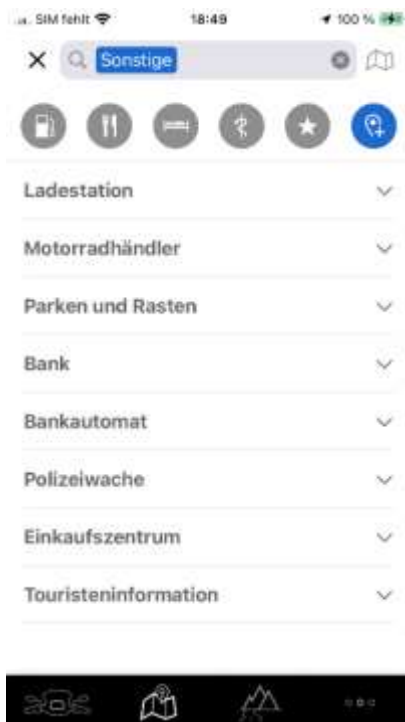 SIM fehlt 18:49 100 %
Sonstige
Ladestation
Motorradhändler
Parken und Rasten
Bank
Bankautomat
Polizeiwache
Einkaufszentrum
Touristeninformation